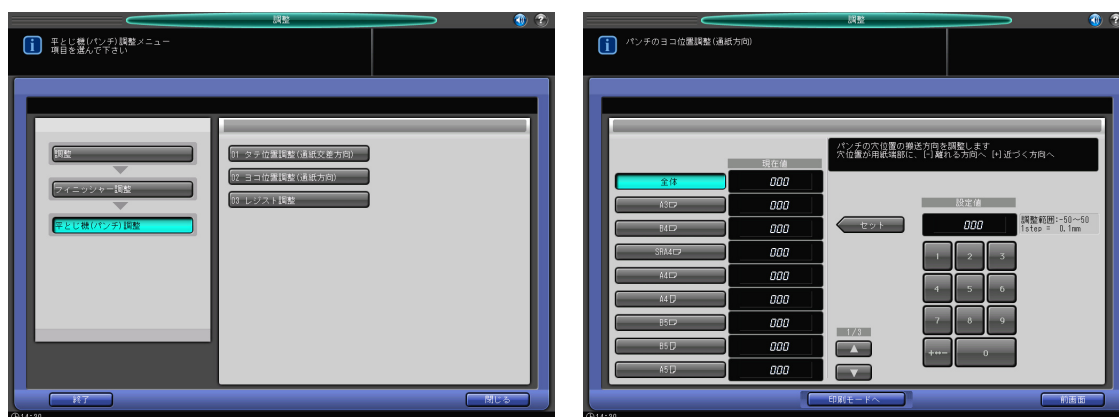 調整
平とじ機(パンチ)調整メニュー
項目を選んで下さい
調整
フィニッシャー調整
平とじ機(パンチ)調整
01 タテ位置調整(通紙交差方向)
02 ヨコ位置調整(通紙方向)
03 レジスト調整
終了
閉じる
14:20
調整
パンチのヨコ位置調整(通紙方向)
パンチの穴位置の搬送方向を調整します
穴位置が用紙端部に、[-]離れる方向へ [+]近づく方向へ
現在値
全体 000
A3 000
B4 000
SRA4 000
A4 000
A4 000
B5 000
B5 000
A5 000
設定値
セット
000
調整範囲:-50～50
1step = 0.1mm
1 2 3
4 5 6
7 8 9
+⇔- 0
1/3
印刷モードへ
前画面
14:20